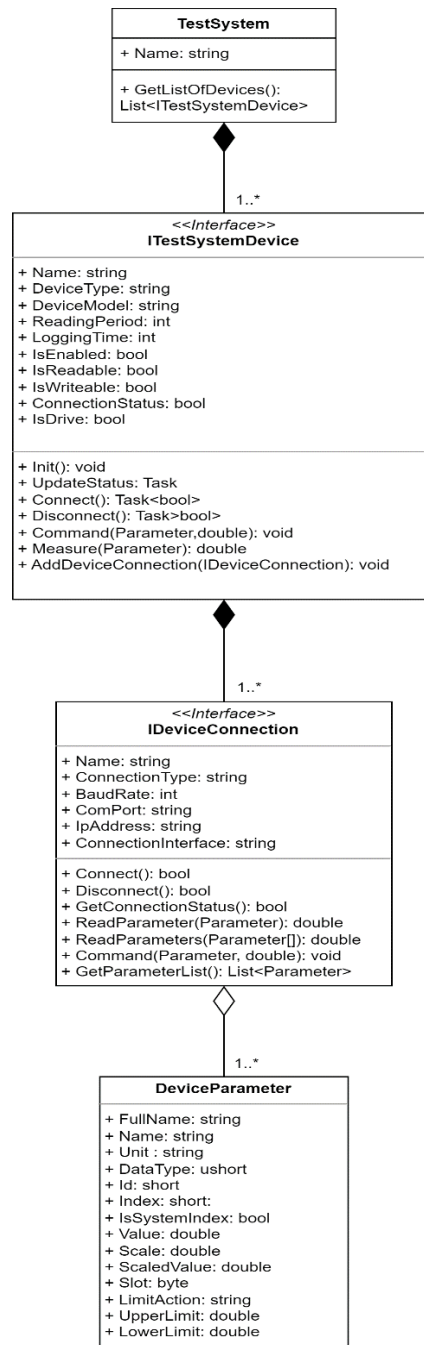 TestSystem
+ Name: string
+ GetListOfDevices():
List<ITestSystemDevice>
1..*
<<Interface>>
ITestSystemDevice
+ Name: string
+ DeviceType: string
+ DeviceModel: string
+ ReadingPeriod: int
+ LoggingTime: int
+ IsEnabled: bool
+ IsReadable: bool
+ IsWriteable: bool
+ ConnectionStatus: bool
+ IsDrive: bool
+ Init(): void
+ UpdateStatus: Task
+ Connect(): Task<bool>
+ Disconnect(): Task>bool>
+ Command(Parameter,double): void
+ Measure(Parameter): double
+ AddDeviceConnection(IDeviceConnection): void
1..*
<<Interface>>
IDeviceConnection
+ Name: string
+ ConnectionType: string
+ BaudRate: int
+ ComPort: string
+ IpAddress: string
+ ConnectionInterface: string
+ Connect(): bool
+ Disconnect(): bool
+ GetConnectionStatus(): bool
+ ReadParameter(Parameter): double
+ ReadParameters(Parameter[]): double
+ Command(Parameter, double): void
+ GetParameterList(): List<Parameter>
1..*
DeviceParameter
+ FullName: string
+ Name: string
+ Unit : string
+ DataType: ushort
+ Id: short
+ Index: short:
+ IsSystemIndex: bool
+ Value: double
+ Scale: double
+ ScaledValue: double
+ Slot: byte
+ LimitAction: string
+ UpperLimit: double
+ LowerLimit: double